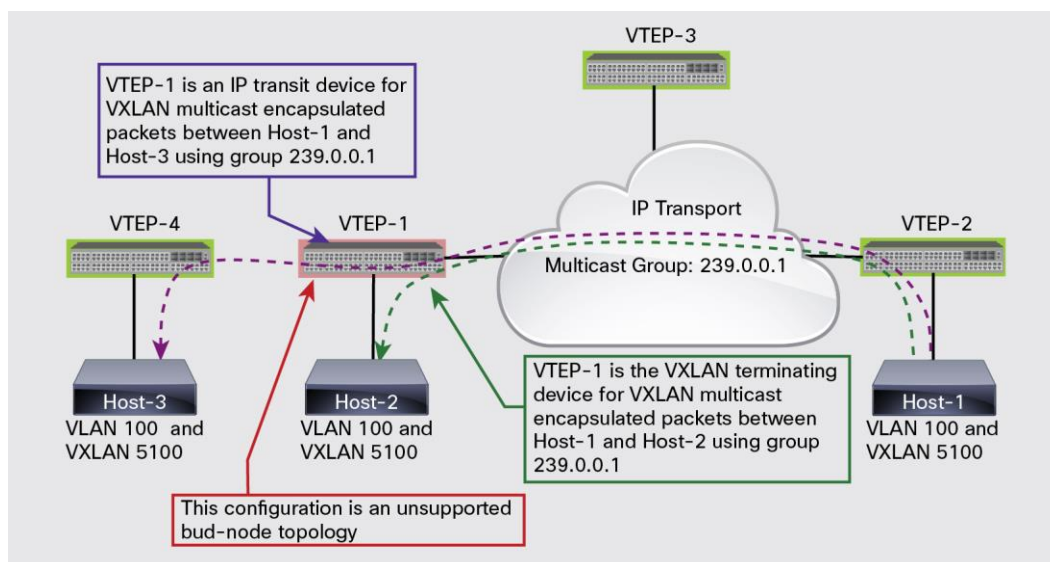 VTEP-3
VTEP-1 is an IP transit device for
VXLAN multicast encapsulated
packets between Host-1 and
Host-3 using group 239.0.0.1
VTEP-4
VTEP-1
IP Transport
VTEP-2
Multicast Group: 239.0.0.1
Host-3
Host-2
Host-1
VLAN 100 and
VXLAN 5100
VLAN 100 and
VXLAN 5100
VTEP-1 is the VXLAN terminating
device for VXLAN multicast
encapsulated packets between
Host-1 and Host-2 using group
239.0.0.1
VLAN 100 and
VXLAN 5100
This configuration is an unsupported
bud-node topology